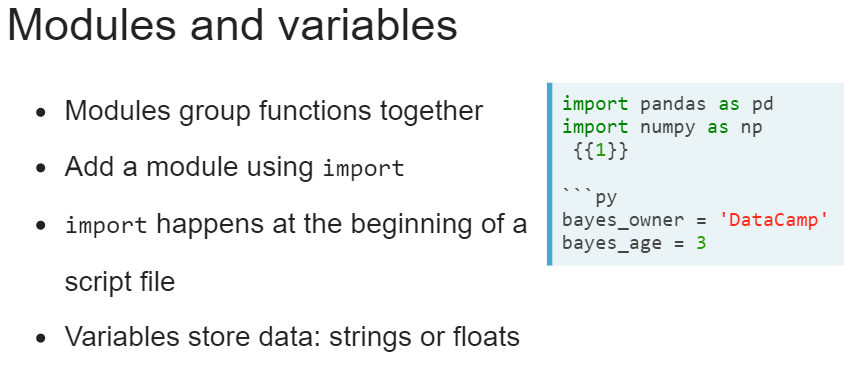 Modules and variables
• Modules group functions together
• Add a module using import
• import happens at the beginning of a
script file
• Variables store data: strings or floats
import pandas as pd
import numpy as np
{{1}}
```py
bayes_owner = 'DataCamp'
bayes_age = 3